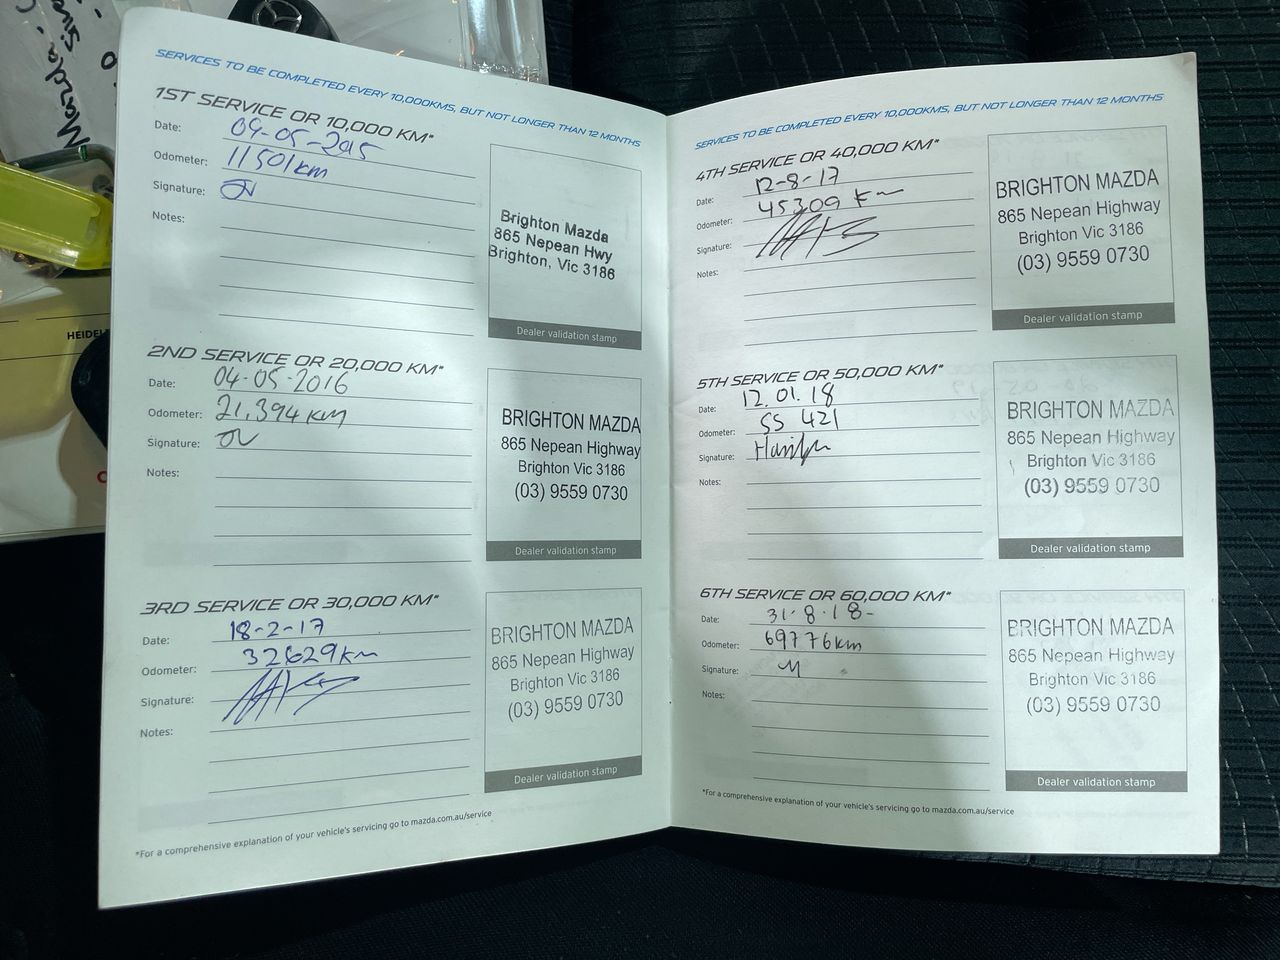 Mazda
SERVICES TO BE COMPLETED EVERY 10,000KMS, BUT NOT LONGER THAN 12 MONTHS
1ST SERVICE OR 10,000 KM*
Date: 04-05-2015
Odometer: 11501km
Signature:
Notes:
Brighton Mazda
865 Nepean Hwy
Brighton, Vic 3186
Dealer validation stamp
2ND SERVICE OR 20,000 KM*
Date: 04-05-2016
Odometer: 21,394 km
Signature:
Notes:
BRIGHTON MAZDA
865 Nepean Highway
Brighton Vic 3186
(03) 9559 0730
Dealer validation stamp
3RD SERVICE OR 30,000 KM*
Date: 18-2-17
Odometer: 32629km
Signature:
Notes:
BRIGHTON MAZDA
865 Nepean Highway
Brighton Vic 3186
(03) 9559 0730
Dealer validation stamp
*For a comprehensive explanation of your vehicle's servicing go to mazda.com.au/service
SERVICES TO BE COMPLETED EVERY 10,000KMS, BUT NOT LONGER THAN 12 MONTHS
4TH SERVICE OR 40,000 KM*
Date: 12-8-17
Odometer: 45309 km
Signature:
Notes:
BRIGHTON MAZDA
865 Nepean Highway
Brighton Vic 3186
(03) 9559 0730
Dealer validation stamp
5TH SERVICE OR 50,000 KM*
Date: 12.01.18
Odometer: 55 421
Signature:
Notes:
BRIGHTON MAZDA
865 Nepean Highway
Brighton Vic 3186
(03) 9559 0730
Dealer validation stamp
6TH SERVICE OR 60,000 KM*
Date: 31-8-18-
Odometer: 69776km
Signature:
Notes:
BRIGHTON MAZDA
865 Nepean Highway
Brighton Vic 3186
(03) 9559 0730
Dealer validation stamp
*For a comprehensive explanation of your vehicle's servicing go to mazda.com.au/service